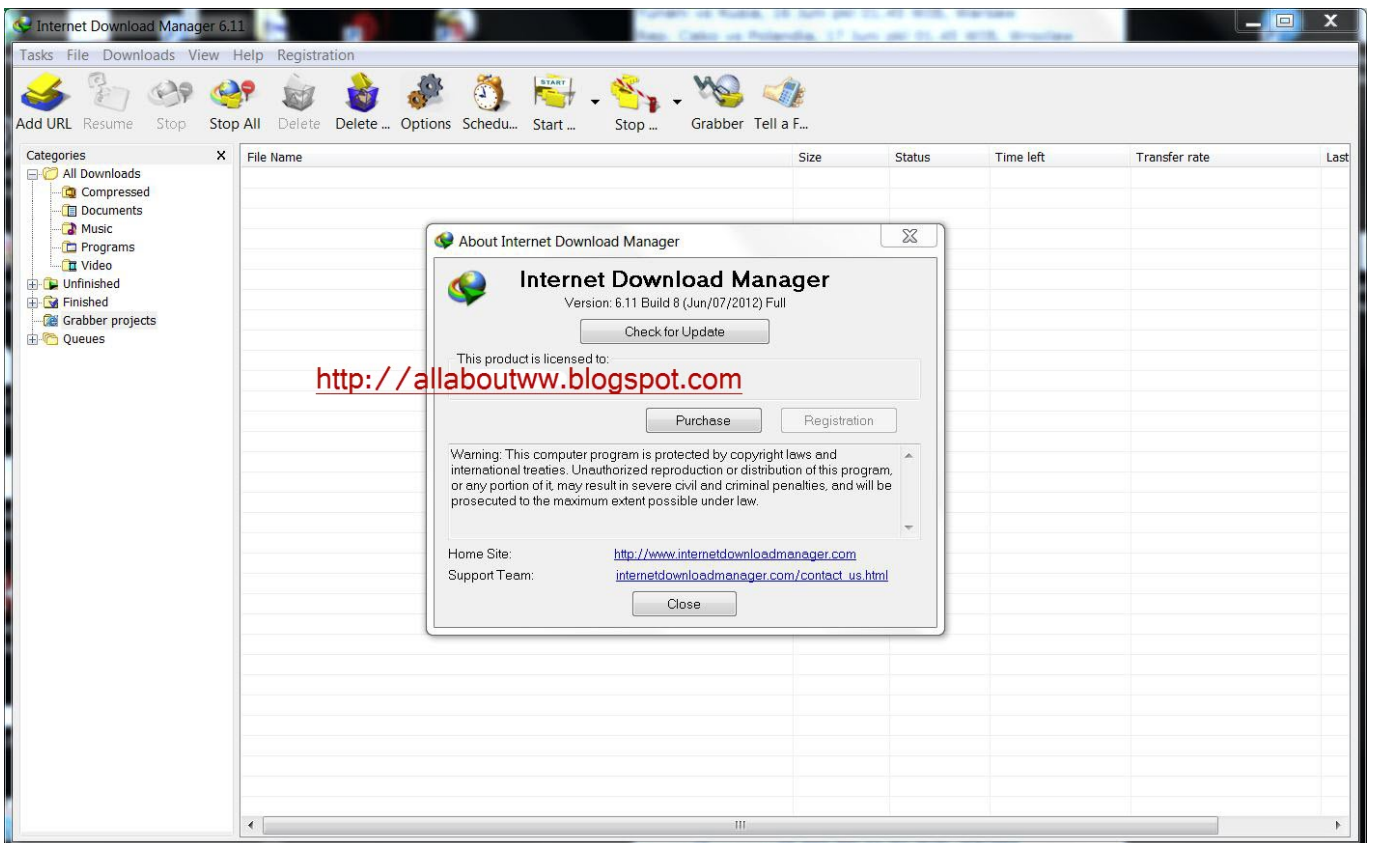 Internet Download Manager 6.11
Tasks File Downloads View Help Registration
Add URL Resume Stop Stop All Delete Delete ... Options Schedu... Start ... Stop ... Grabber Tell a F...
START
Categories X
File Name Size Status Time left Transfer rate Last
All Downloads
Compressed
Documents
Music
Programs
Video
Unfinished
Finished
Grabber projects
Queues
About Internet Download Manager
Internet Download Manager
Version: 6.11 Build 8 (Jun/07/2012) Full
Check for Update
This product is licensed to:
http://allaboutww.blogspot.com
Purchase Registration
Warning: This computer program is protected by copyright laws and
international treaties. Unauthorized reproduction or distribution of this program,
or any portion of it, may result in severe civil and criminal penalties, and will be
prosecuted to the maximum extent possible under law.
Home Site: http://www.internetdownloadmanager.com
Support Team: internetdownloadmanager.com/contact_us.html
Close